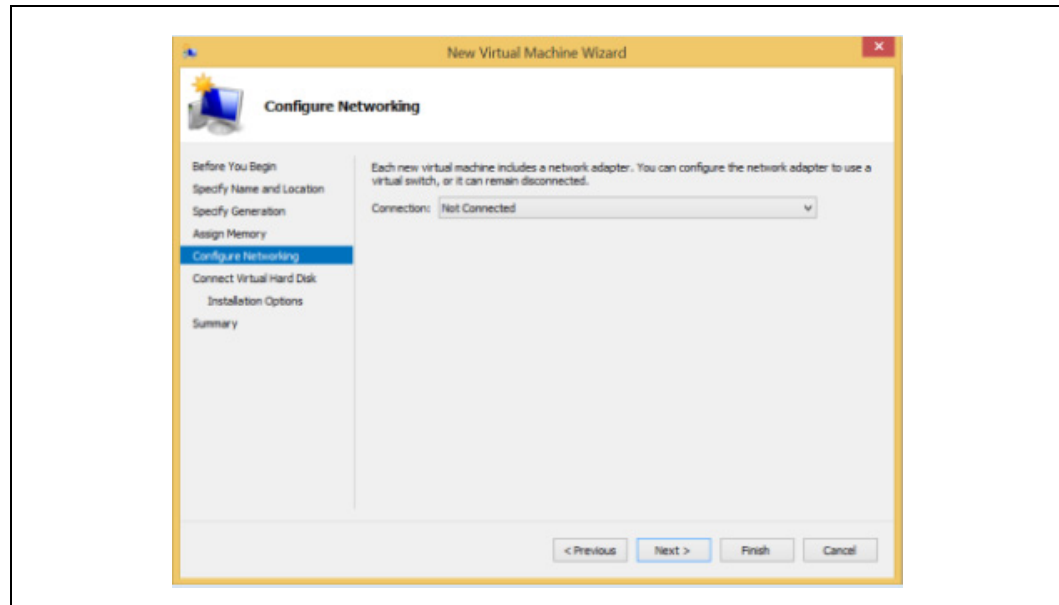 New Virtual Machine Wizard
Configure Networking
Before You Begin
Specify Name and Location
Specify Generation
Assign Memory
Configure Networking
Connect Virtual Hard Disk
Installation Options
Summary
Each new virtual machine includes a network adapter. You can configure the network adapter to use a
virtual switch, or it can remain disconnected.
Connection: Not Connected
< Previous Next > Finish Cancel